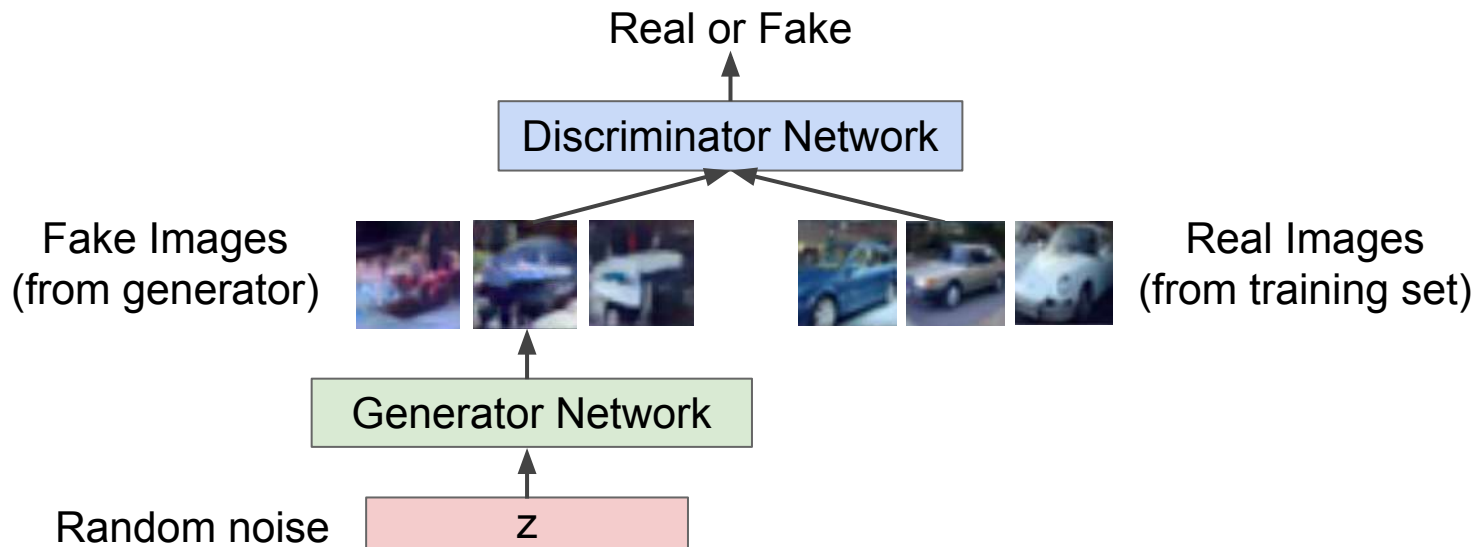 Real or Fake
Discriminator Network
Fake Images
(from generator)
Real Images
(from training set)
Generator Network
Random noise
z